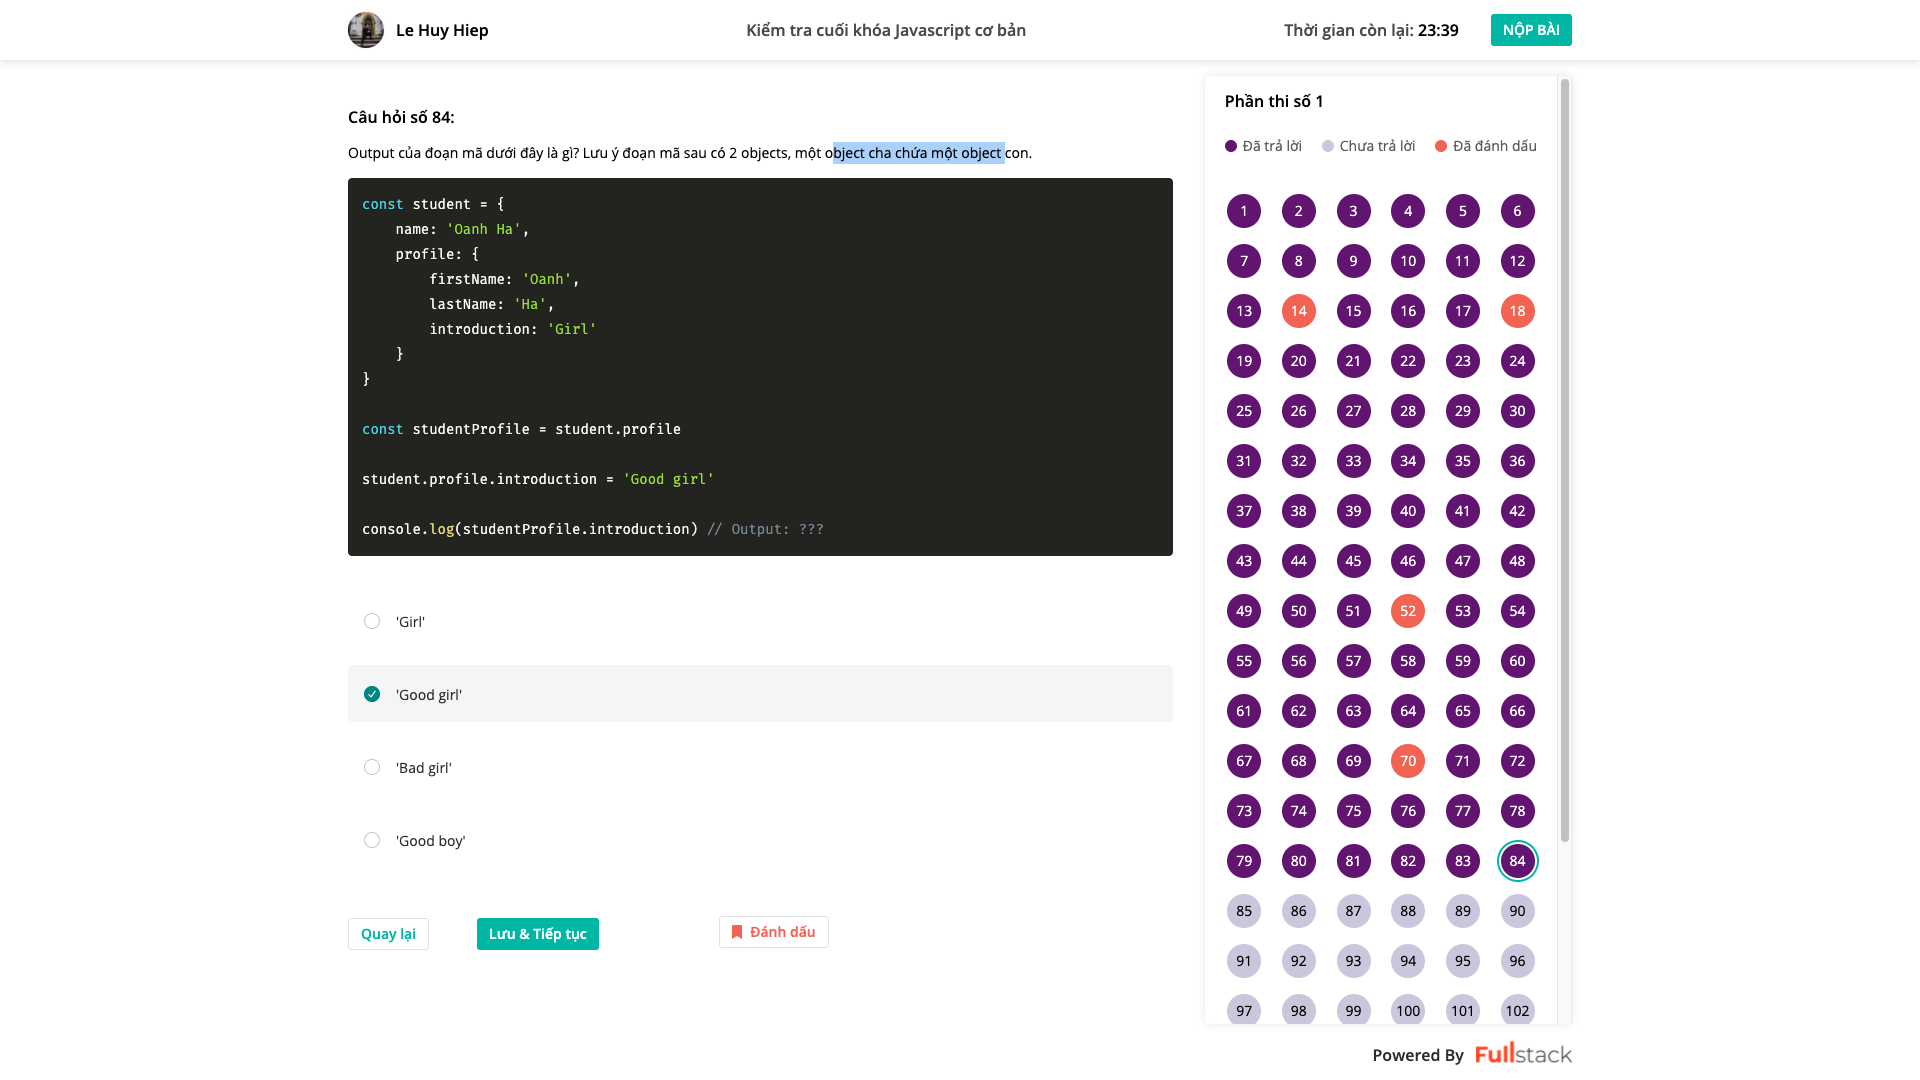 Le Huy Hiep
Kiểm tra cuối khóa Javascript cơ bản
Thời gian còn lại: 23:39
NỘP BÀI
Câu hỏi số 84:
Output của đoạn mã dưới đây là gì? Lưu ý đoạn mã sau có 2 objects, một object cha chứa một object con.
const student = {
    name: 'Oanh Ha',
    profile: {
        firstName: 'Oanh',
        lastName: 'Ha',
        introduction: 'Girl'
    }
}
const studentProfile = student.profile
student.profile.introduction = 'Good girl'
console.log(studentProfile.introduction) // Output: ???
'Girl'
'Good girl'
'Bad girl'
'Good boy'
Quay lại
Lưu & Tiếp tục
Đánh dấu
Phần thi số 1
Đã trả lời
Chưa trả lời
Đã đánh dấu
1 2 3 4 5 6
7 8 9 10 11 12
13 14 15 16 17 18
19 20 21 22 23 24
25 26 27 28 29 30
31 32 33 34 35 36
37 38 39 40 41 42
43 44 45 46 47 48
49 50 51 52 53 54
55 56 57 58 59 60
61 62 63 64 65 66
67 68 69 70 71 72
73 74 75 76 77 78
79 80 81 82 83 84
85 86 87 88 89 90
91 92 93 94 95 96
97 98 99 100 101 102
Powered By Fullstack